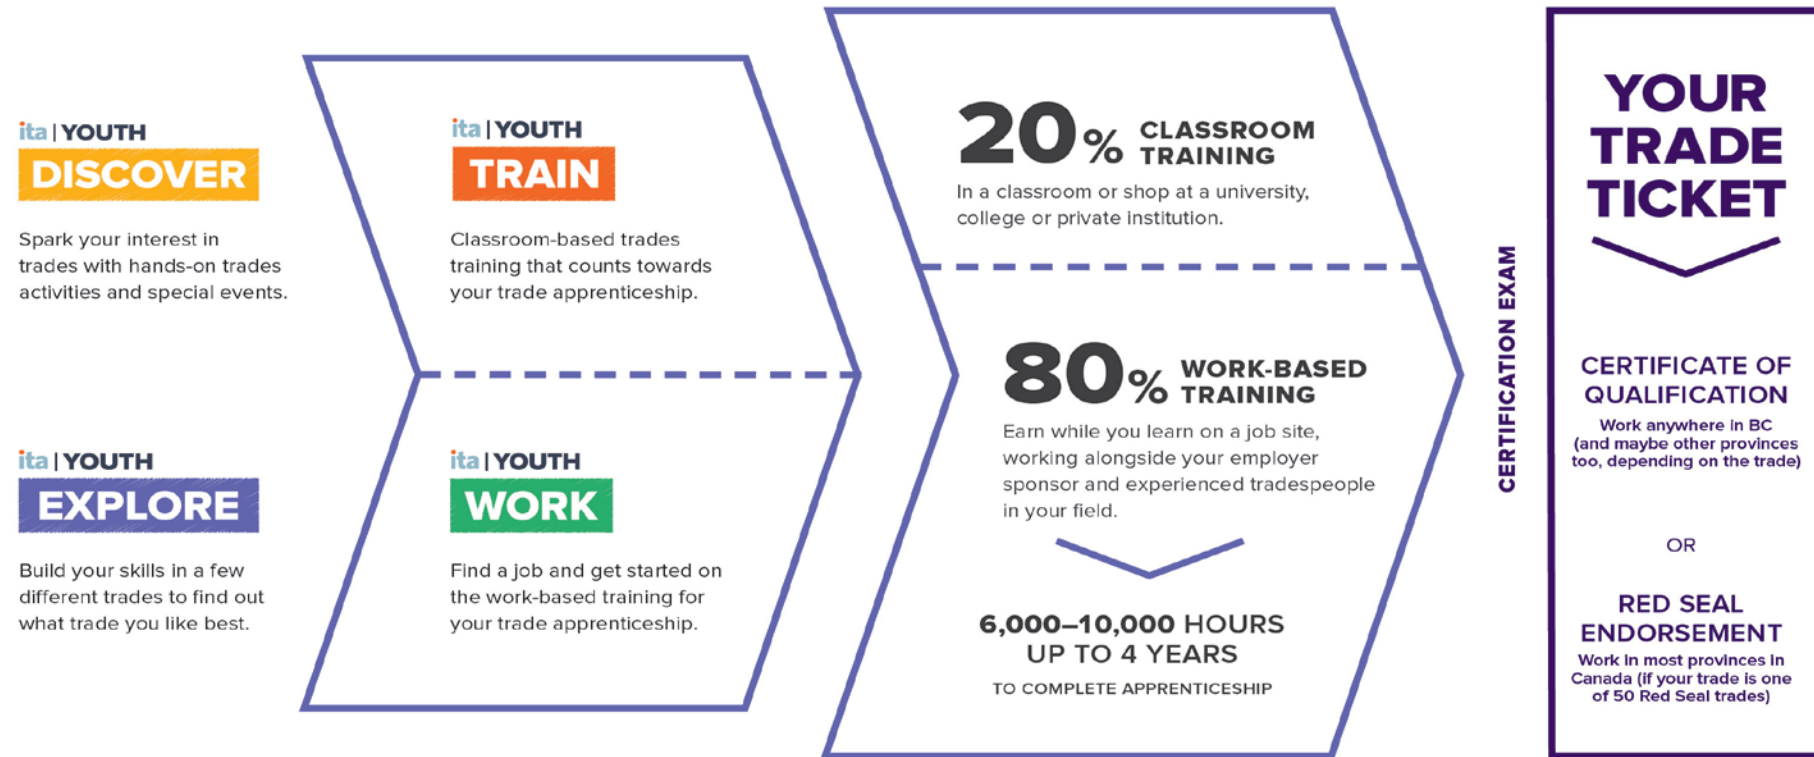 ita | YOUTH
DISCOVER
Spark your interest in
trades with hands-on trades
activities and special events.
ita | YOUTH
EXPLORE
Build your skills in a few
different trades to find out
what trade you like best.
ita | YOUTH
TRAIN
Classroom-based trades
training that counts towards
your trade apprenticeship.
ita | YOUTH
WORK
Find a job and get started on
the work-based training for
your trade apprenticeship.
20% CLASSROOM
TRAINING
In a classroom or shop at a university,
college or private institution.
80% WORK-BASED
TRAINING
Earn while you learn on a job site,
working alongside your employer
sponsor and experienced tradespeople
in your field.
6,000–10,000 HOURS
UP TO 4 YEARS
TO COMPLETE APPRENTICESHIP
CERTIFICATION EXAM
YOUR
TRADE
TICKET
CERTIFICATE OF
QUALIFICATION
Work anywhere in BC
(and maybe other provinces
too, depending on the trade)
OR
RED SEAL
ENDORSEMENT
Work in most provinces in
Canada (if your trade is one
of 50 Red Seal trades)